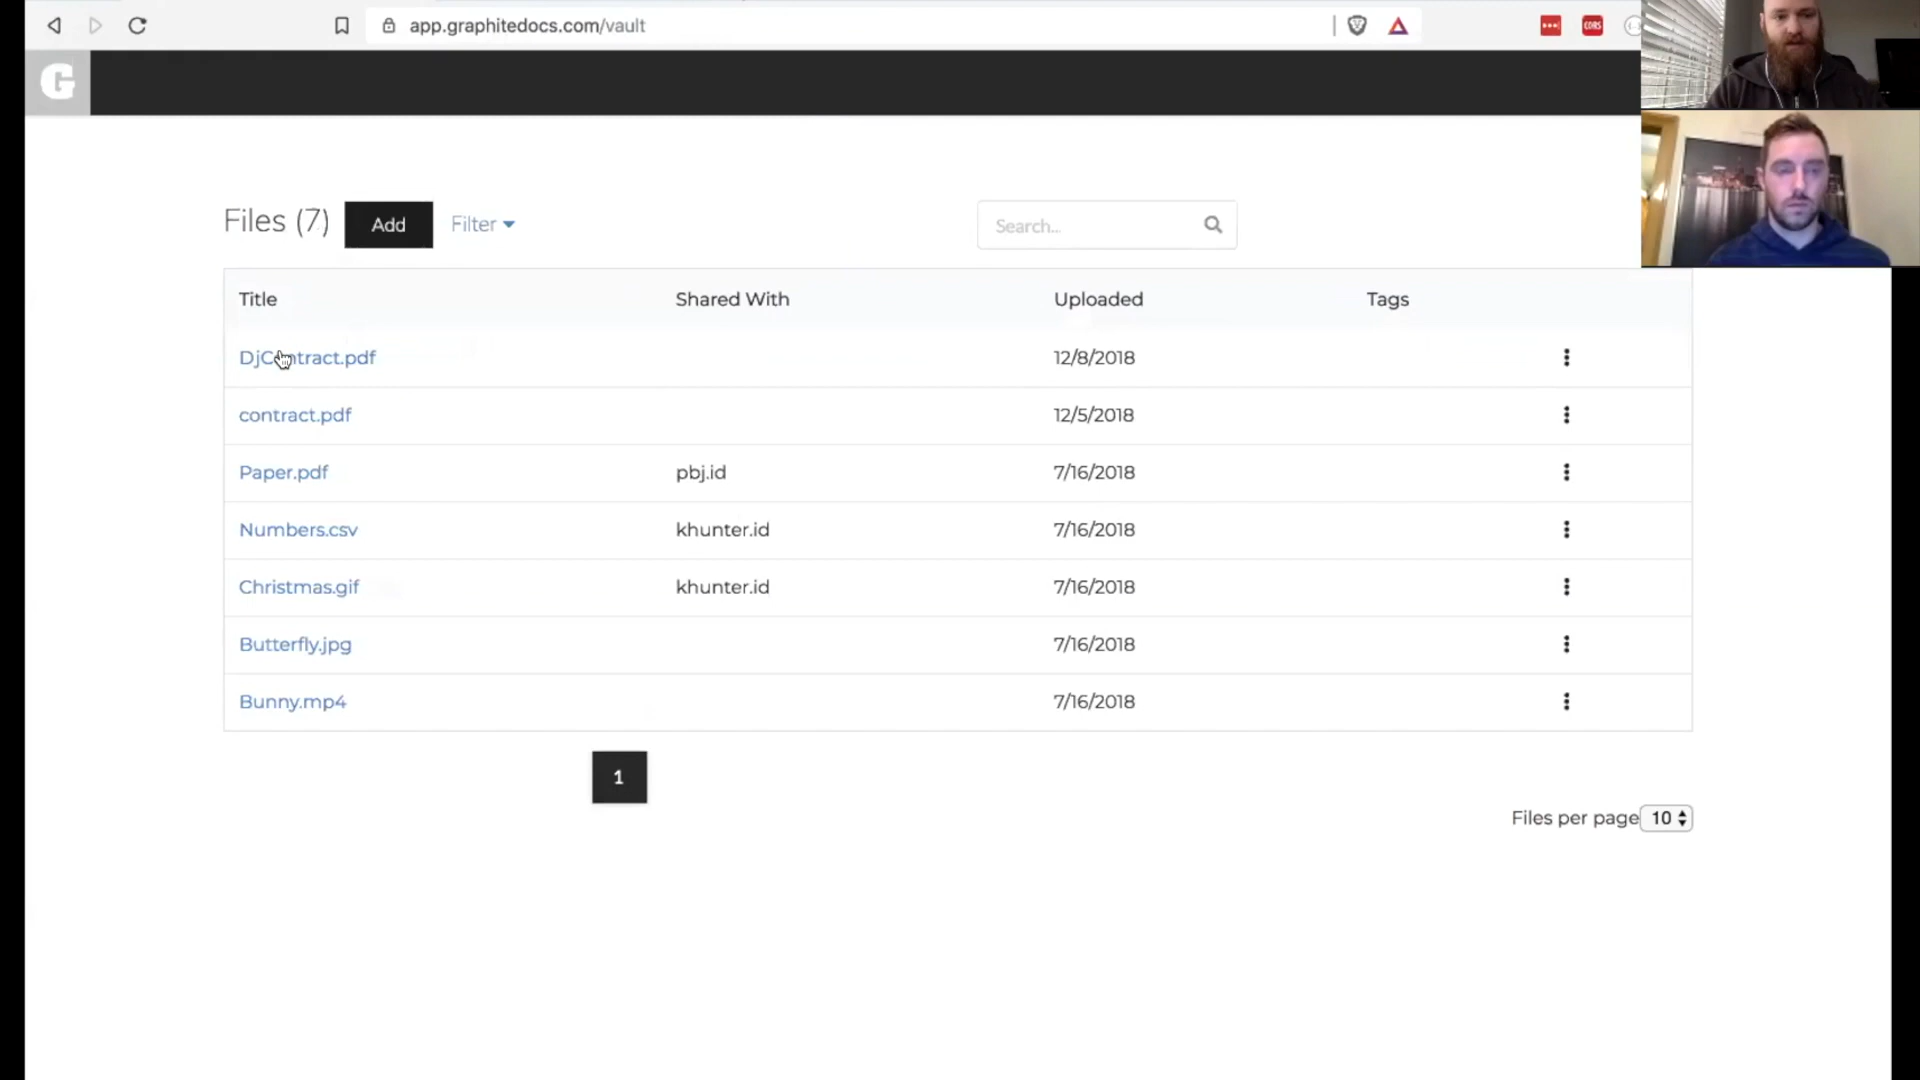 app.graphitedocs.com/vault
CORS
G
Files (7)
Add
Filter
Search...
Title Shared With Uploaded Tags
DjContract.pdf 12/8/2018
contract.pdf 12/5/2018
Paper.pdf pbj.id 7/16/2018
Numbers.csv khunter.id 7/16/2018
Christmas.gif khunter.id 7/16/2018
Butterfly.jpg 7/16/2018
Bunny.mp4 7/16/2018
1
Files per page 10